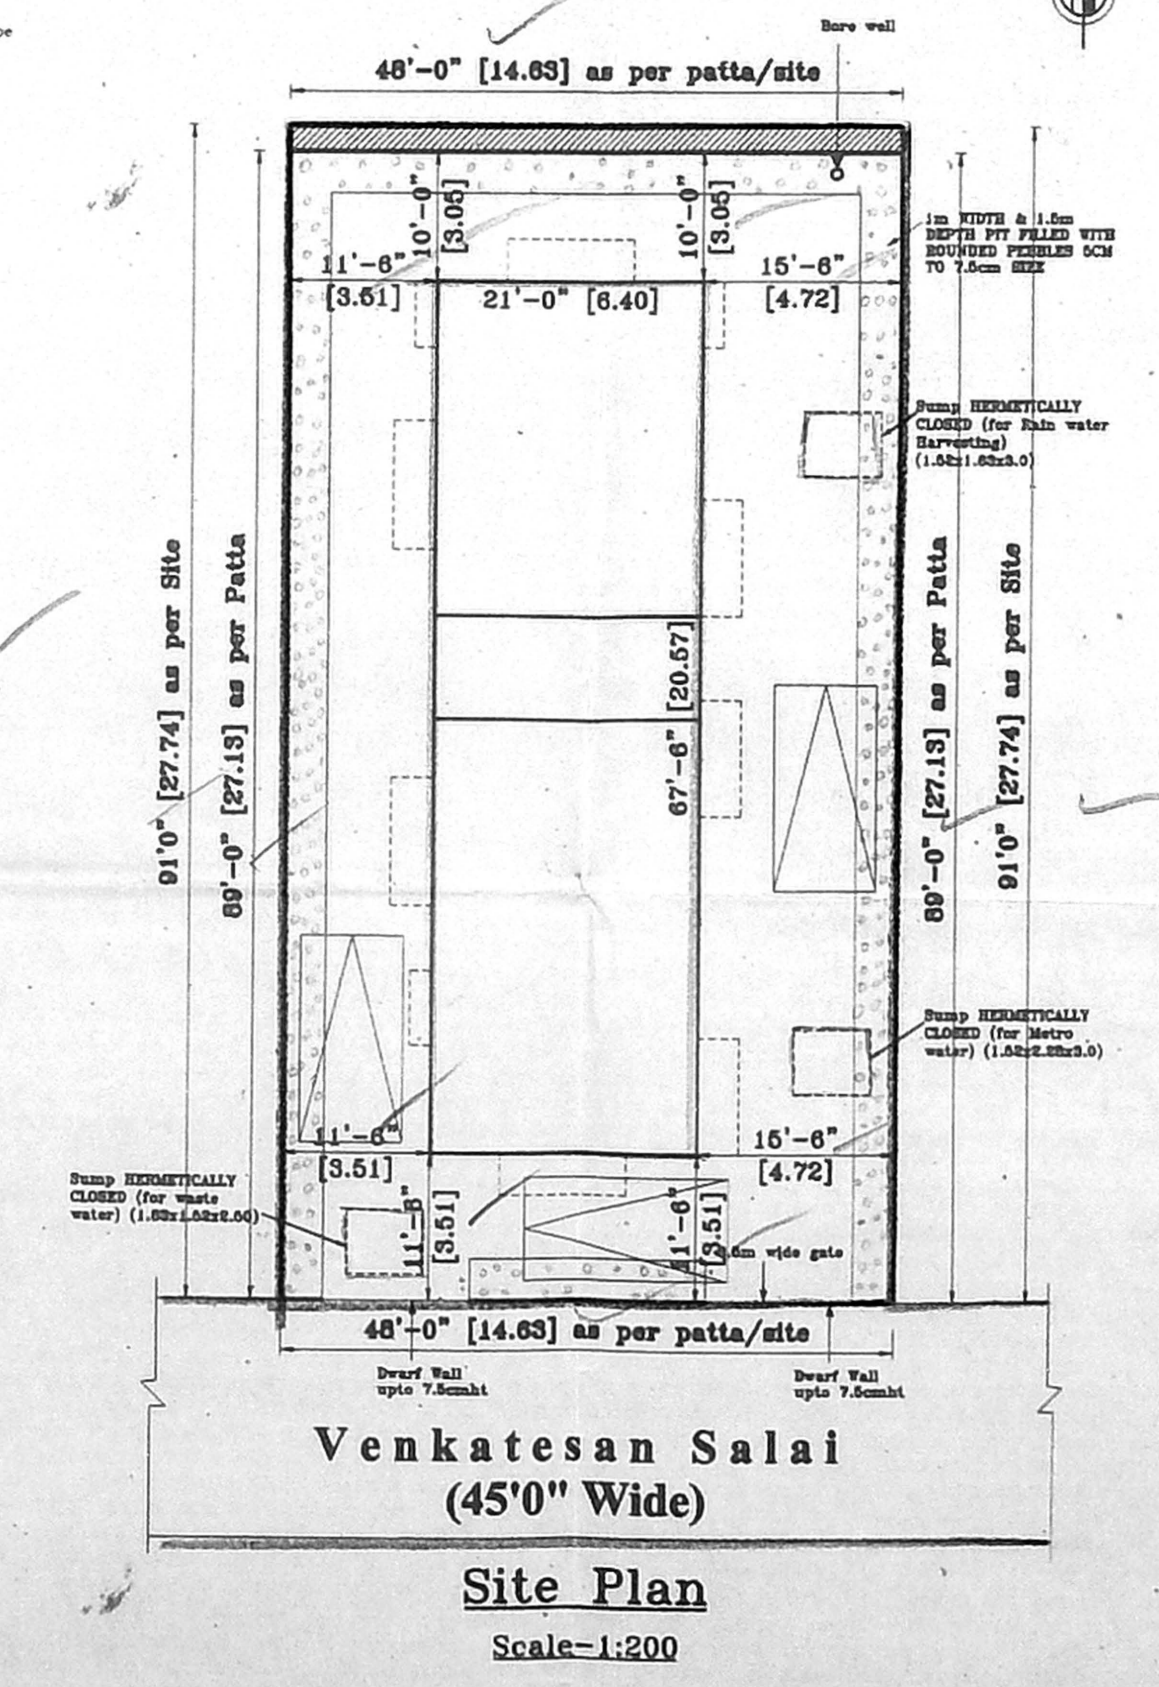 Bore well
48'-0" [14.63] as per patta/site
10'-0"
[3.05]
10'-0"
[3.05]
1m WIDTH & 1.5m
DEPTH PIT FILLED WITH
ROUNDED PEBBLES 5CM
TO 7.5cm SIZE
11'-6"
[3.51]
21'-0" [6.40]
15'-6"
[4.72]
Sump HERMETICALLY
CLOSED (for Rain water
Harvesting)
91'0" [27.74] as per Site
89'-0" [27.13] as per Patta
67'-6" [20.57]
89'-0" [27.13] as per Patta
91'0" [27.74] as per Site
Sump HERMETICALLY
CLOSED (for Metro
water)
11'-6"
[3.51]
15'-6"
[4.72]
Sump HERMETICALLY
CLOSED (for waste
water)
11'-6"
[3.51]
[3.51]
wide gate
48'-0" [14.63] as per patta/site
Dwarf Wall
upto 7.5cmht
Dwarf Wall
upto 7.5cmht
Venkatesan Salai
(45'0" Wide)
Site Plan
Scale-1:200